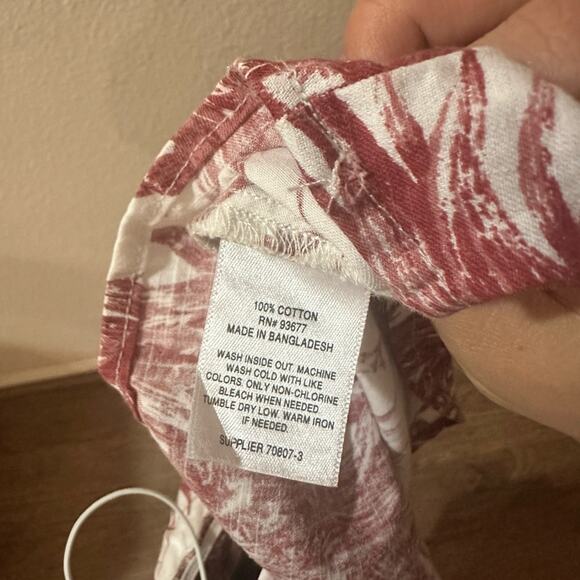 100% COTTON
RN# 93677
MADE IN BANGLADESH
WASH INSIDE OUT. MACHINE
WASH COLD WITH LIKE
COLORS. ONLY NON-CHLORINE
BLEACH WHEN NEEDED.
TUMBLE DRY LOW. WARM IRON
IF NEEDED.
SUPPLIER 70807-3